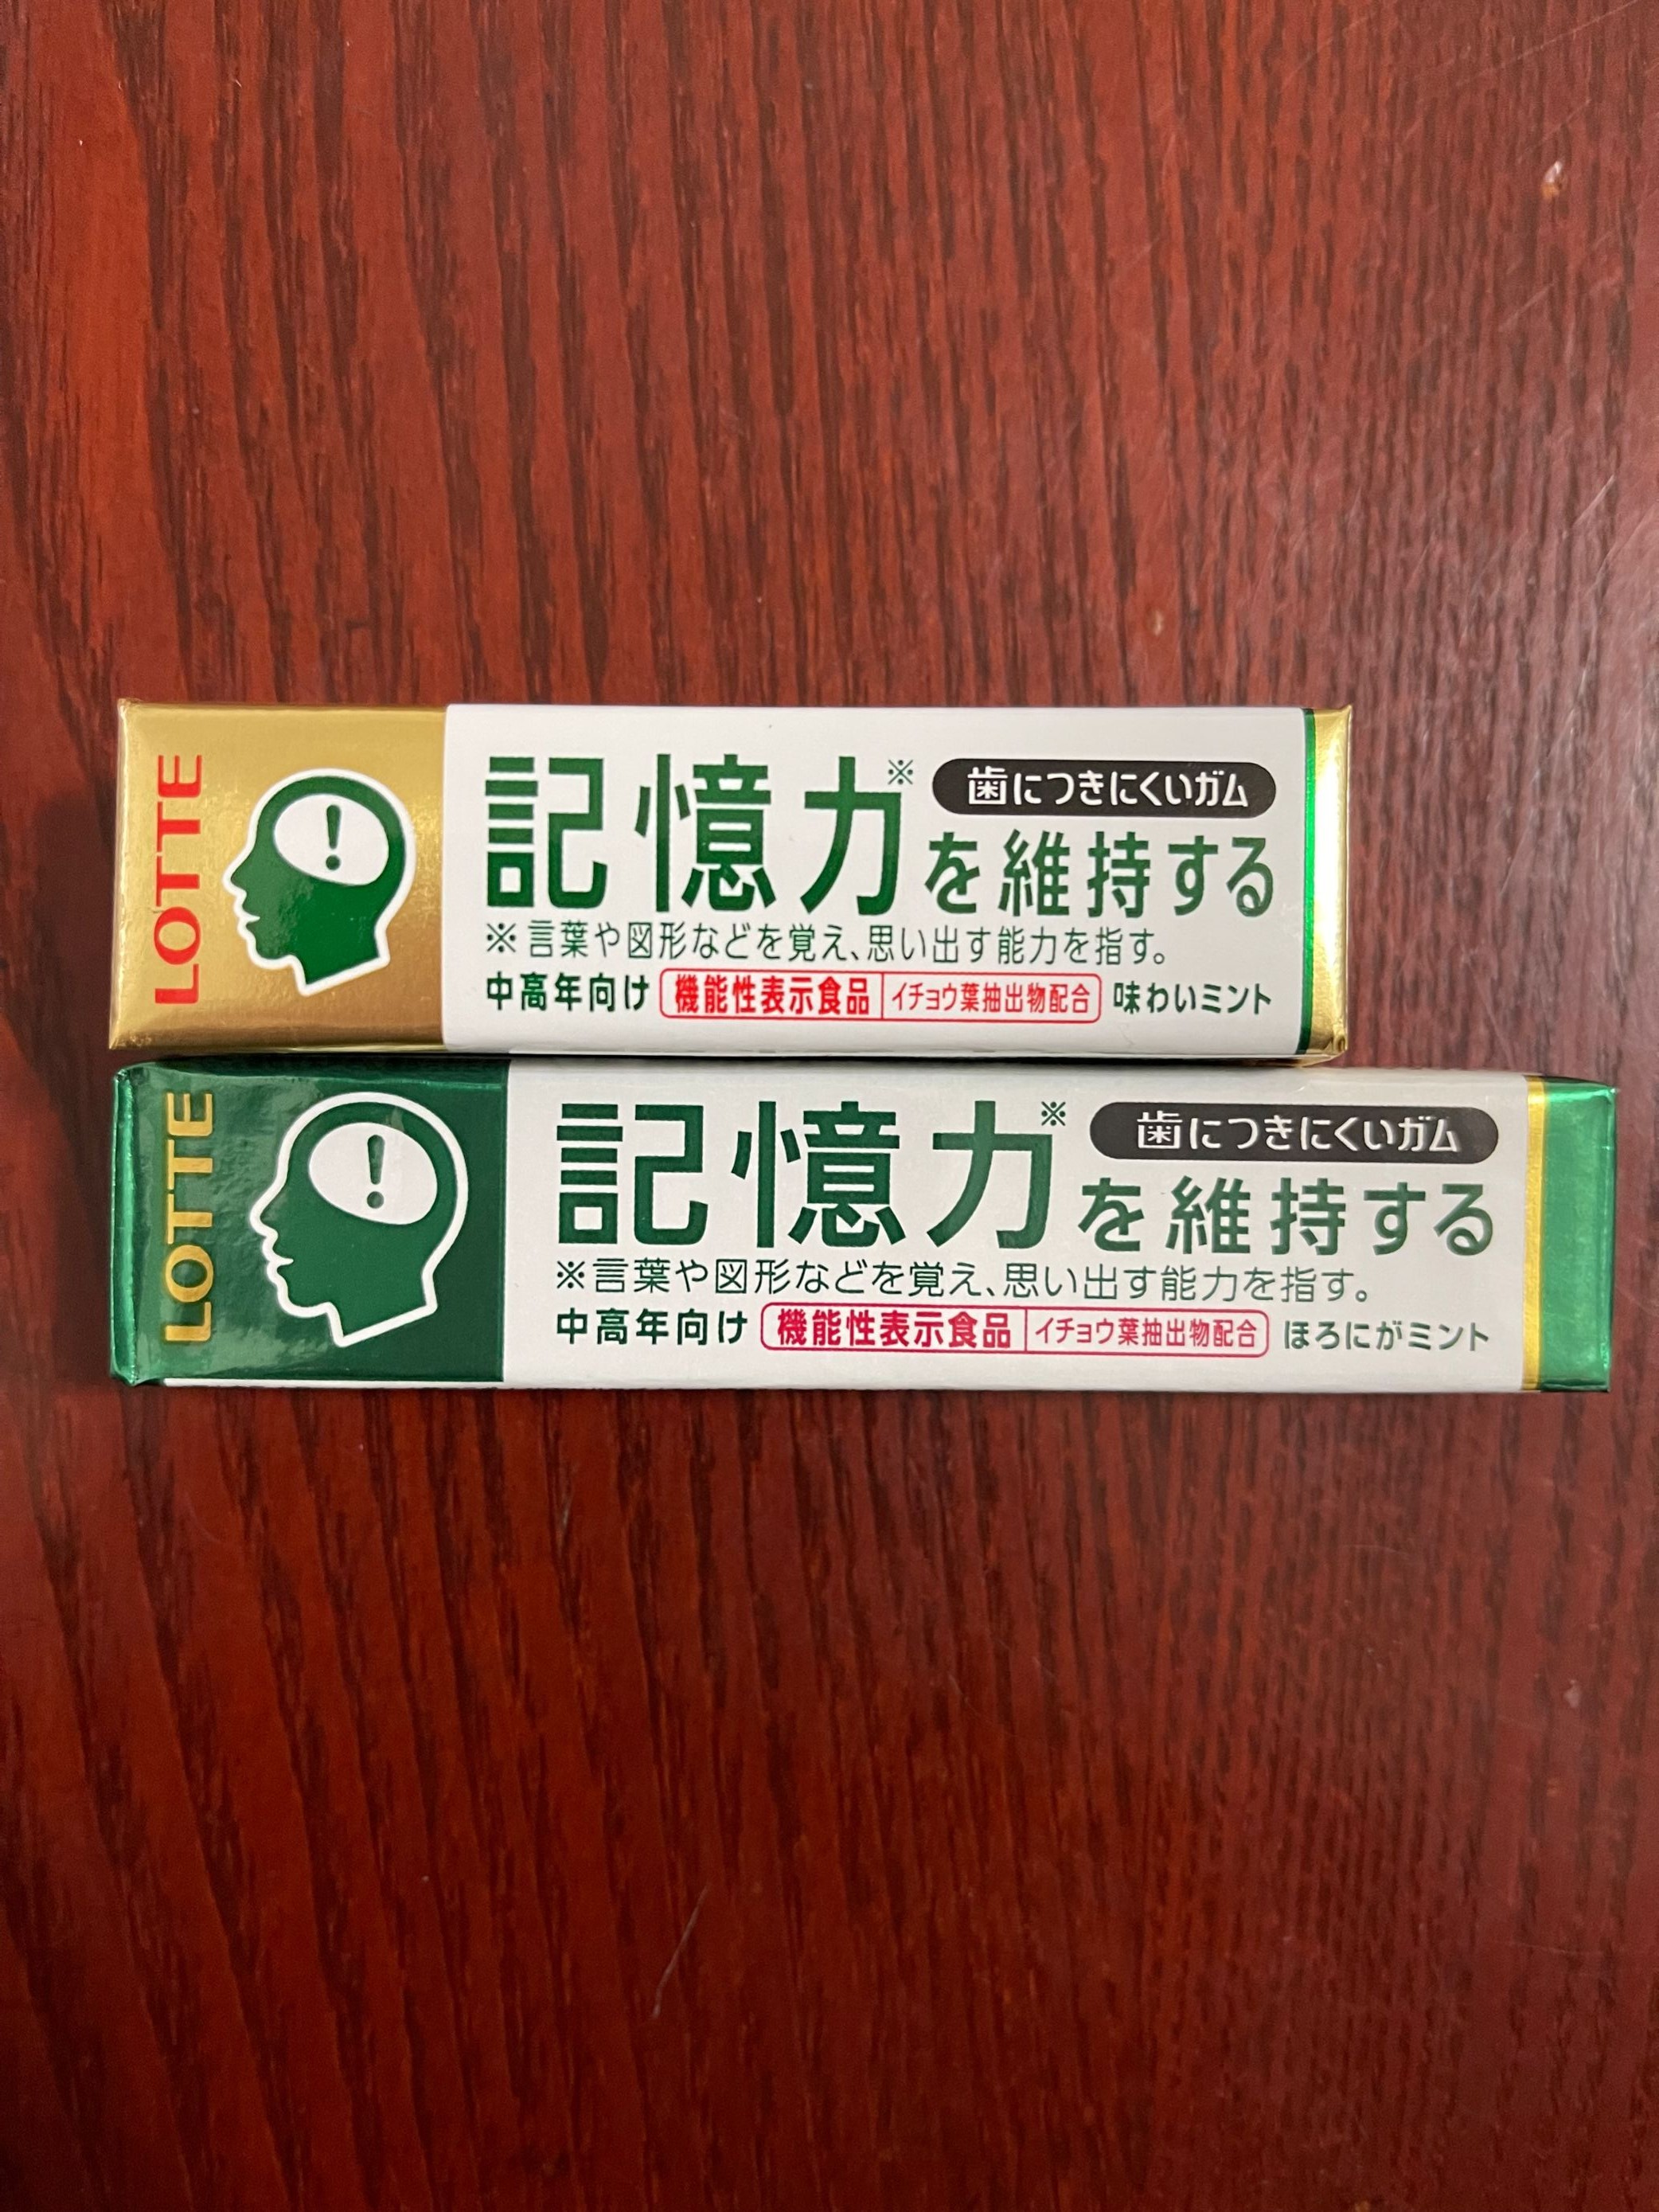 LOTTE
記憶力※を維持する
歯につきにくいガム
※言葉や図形などを覚え、思い出す能力を指す。
中高年向け 機能性表示食品 イチョウ葉抽出物配合 味わいミント
LOTTE
記憶力※を維持する
歯につきにくいガム
※言葉や図形などを覚え、思い出す能力を指す。
中高年向け 機能性表示食品 イチョウ葉抽出物配合 ほろにがミント